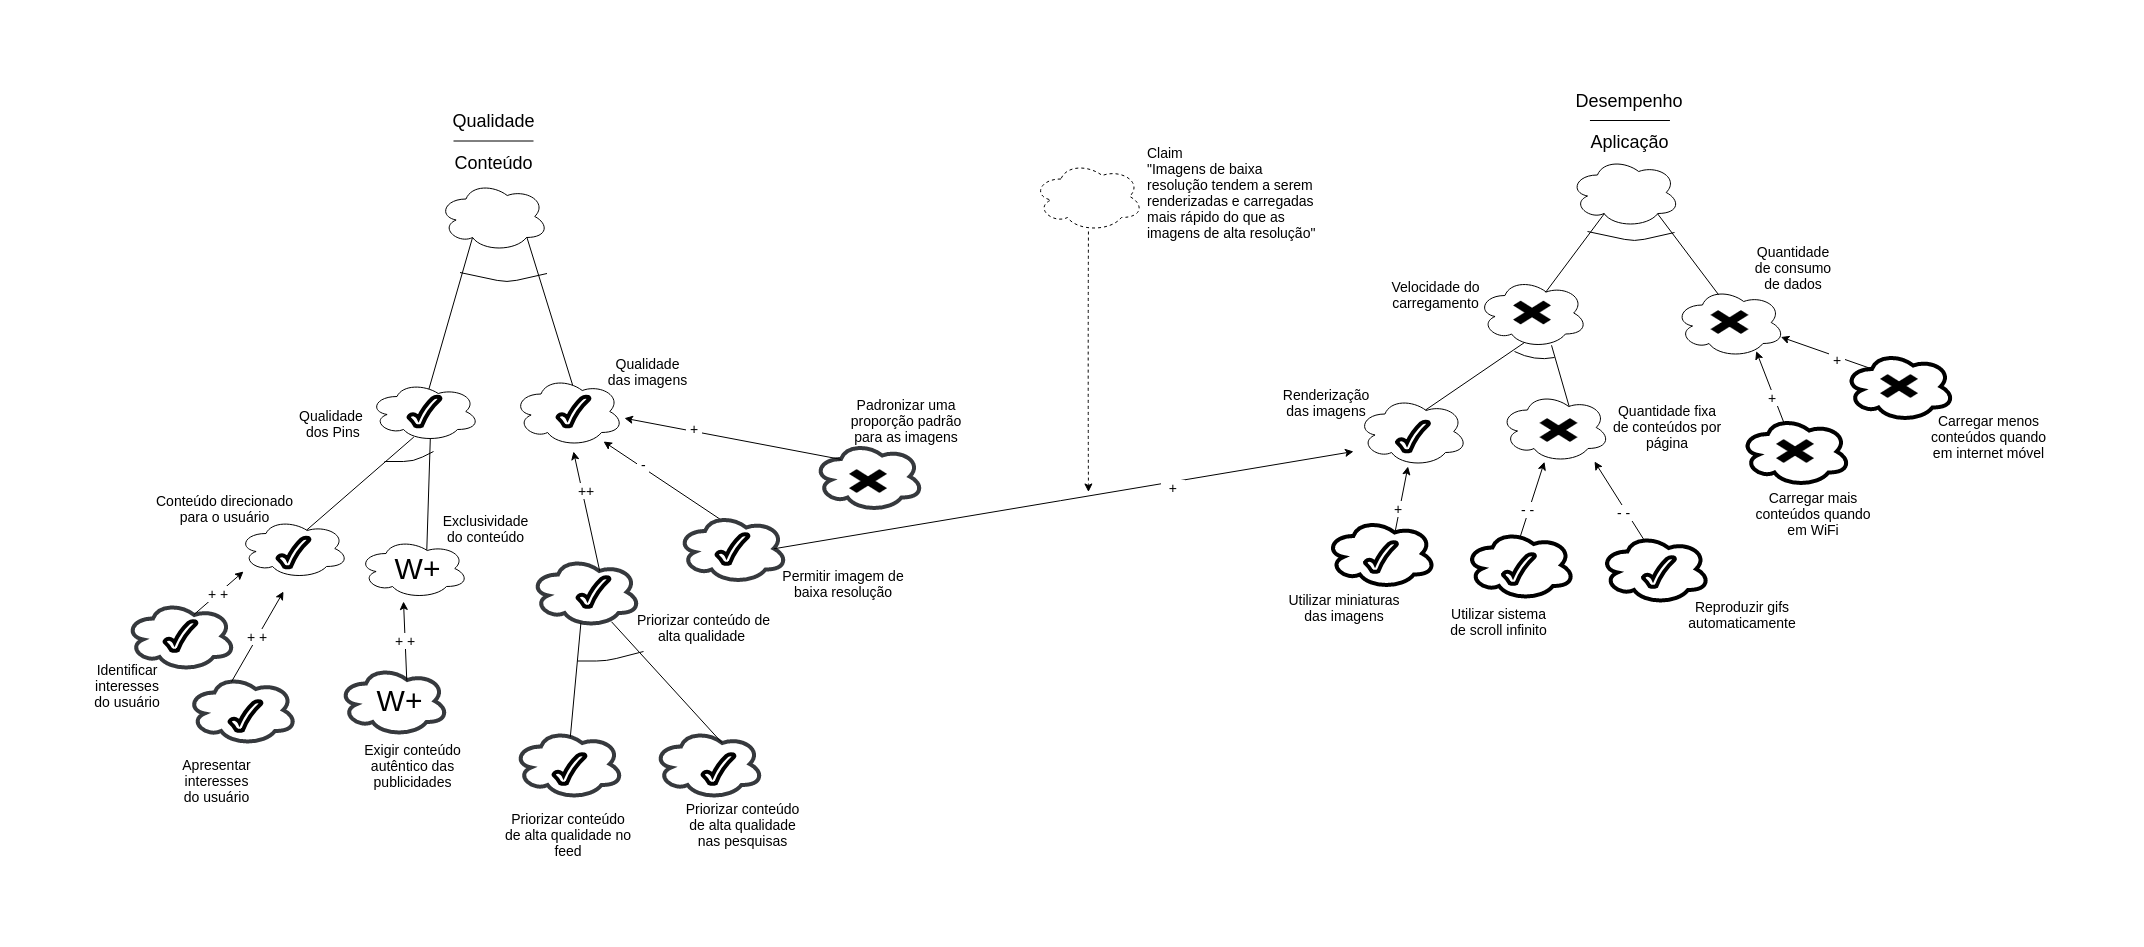 Qualidade
Conteúdo
Desempenho
Aplicação
Claim
"Imagens de baixa
resolução tendem a serem
renderizadas e carregadas
mais rápido do que as
imagens de alta resolução"
Quantidade
de consumo
de dados
Velocidade do
carregamento
Qualidade
das imagens
Qualidade
dos Pins
Padronizar uma
proporção padrão
para as imagens
+
Renderização
das imagens
Quantidade fixa
de conteúdos por
página
+
+
Carregar menos
conteúdos quando
em internet móvel
Carregar mais
conteúdos quando
em WiFi
Conteúdo direcionado
para o usuário
Exclusividade
do conteúdo
W+
++
-
+
+
- -
- -
Permitir imagem de
baixa resolução
Priorizar conteúdo de
alta qualidade
Utilizar miniaturas
das imagens
Utilizar sistema
de scroll infinito
Reproduzir gifs
automaticamente
+ +
+ +
+ +
Identificar
interesses
do usuário
W+
Apresentar
interesses
do usuário
Exigir conteúdo
autêntico das
publicidades
Priorizar conteúdo
de alta qualidade no
feed
Priorizar conteúdo
de alta qualidade
nas pesquisas